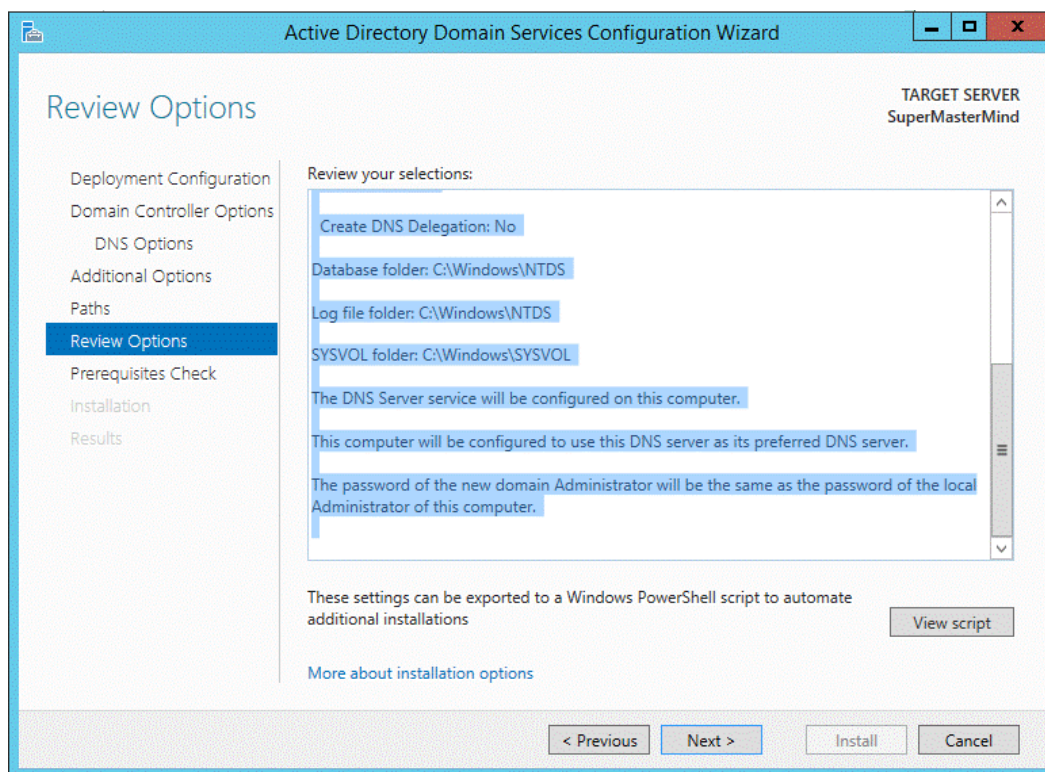 Active Directory Domain Services Configuration Wizard
Review Options
TARGET SERVER
SuperMasterMind
Deployment Configuration
Domain Controller Options
DNS Options
Additional Options
Paths
Review Options
Prerequisites Check
Installation
Results
Review your selections:
Create DNS Delegation: No
Database folder: C:\Windows\NTDS
Log file folder: C:\Windows\NTDS
SYSVOL folder: C:\Windows\SYSVOL
The DNS Server service will be configured on this computer.
This computer will be configured to use this DNS server as its preferred DNS server.
The password of the new domain Administrator will be the same as the password of the local
Administrator of this computer.
These settings can be exported to a Windows PowerShell script to automate
additional installations
View script
More about installation options
< Previous
Next >
Install
Cancel